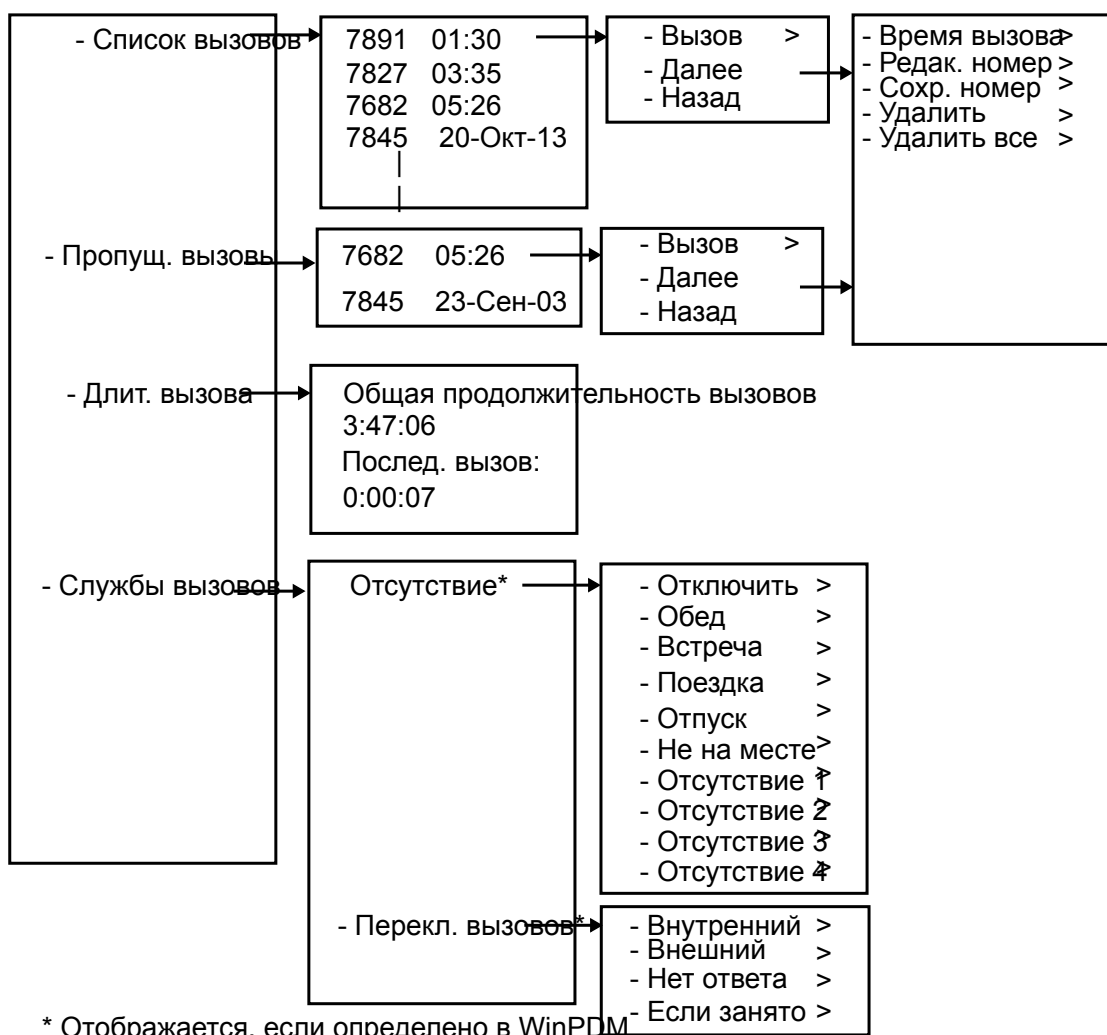 - Список вызовов
7891 01:30
7827 03:35
7682 05:26
7845 20-Окт-13
- Вызов >
- Далее
- Назад
- Время вызова >
- Редак. номер >
- Сохр. номер >
- Удалить >
- Удалить все >
- Пропущ. вызовы
7682 05:26
7845 23-Сен-03
- Вызов >
- Далее
- Назад
- Длит. вызова
Общая продолжительность вызовов
3:47:06
Послед. вызов:
0:00:07
- Службы вызовов
Отсутствие*
- Отключить >
- Обед >
- Встреча >
- Поездка >
- Отпуск >
- Не на месте >
- Отсутствие 1 >
- Отсутствие 2 >
- Отсутствие 3 >
- Отсутствие 4 >
- Перекл. вызовов*
- Внутренний >
- Внешний >
- Нет ответа >
- Если занято >
* Отображается, если определено в WinPDM